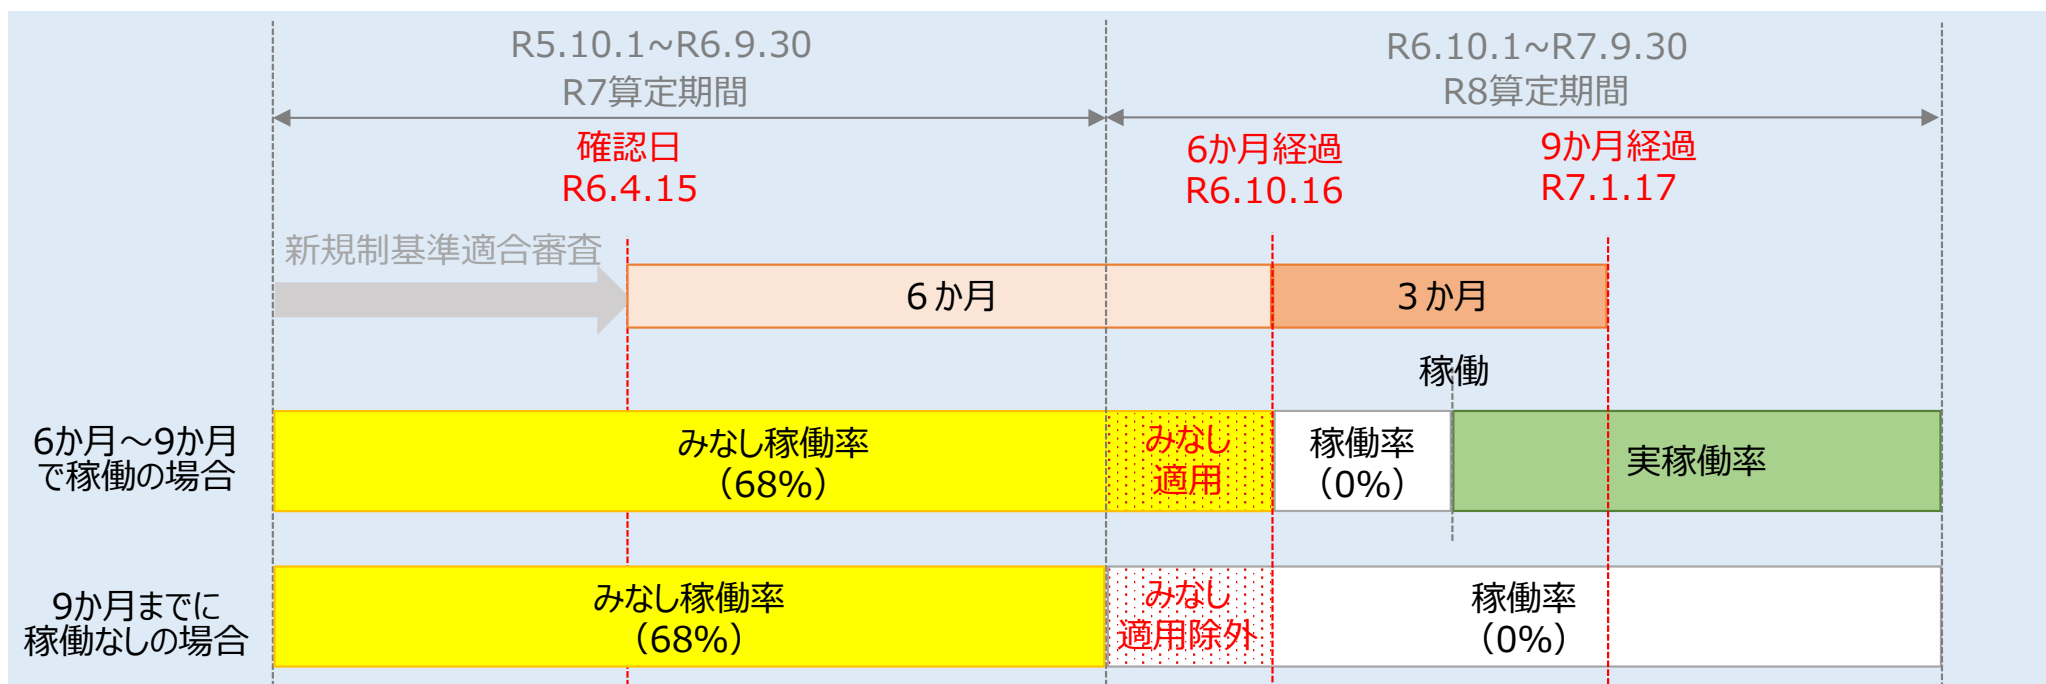 R5.10.1~R6.9.30
R7算定期間
R6.10.1~R7.9.30
R8算定期間
確認日
R6.4.15
6か月経過
R6.10.16
9か月経過
R7.1.17
新規制基準適合審査
６か月
３か月
稼働
6か月～9か月
で稼働の場合
みなし稼働率
（68%）
みなし
適用
稼働率
（0%）
実稼働率
9か月までに
稼働なしの場合
みなし稼働率
（68%）
みなし
適用除外
稼働率
（0%）